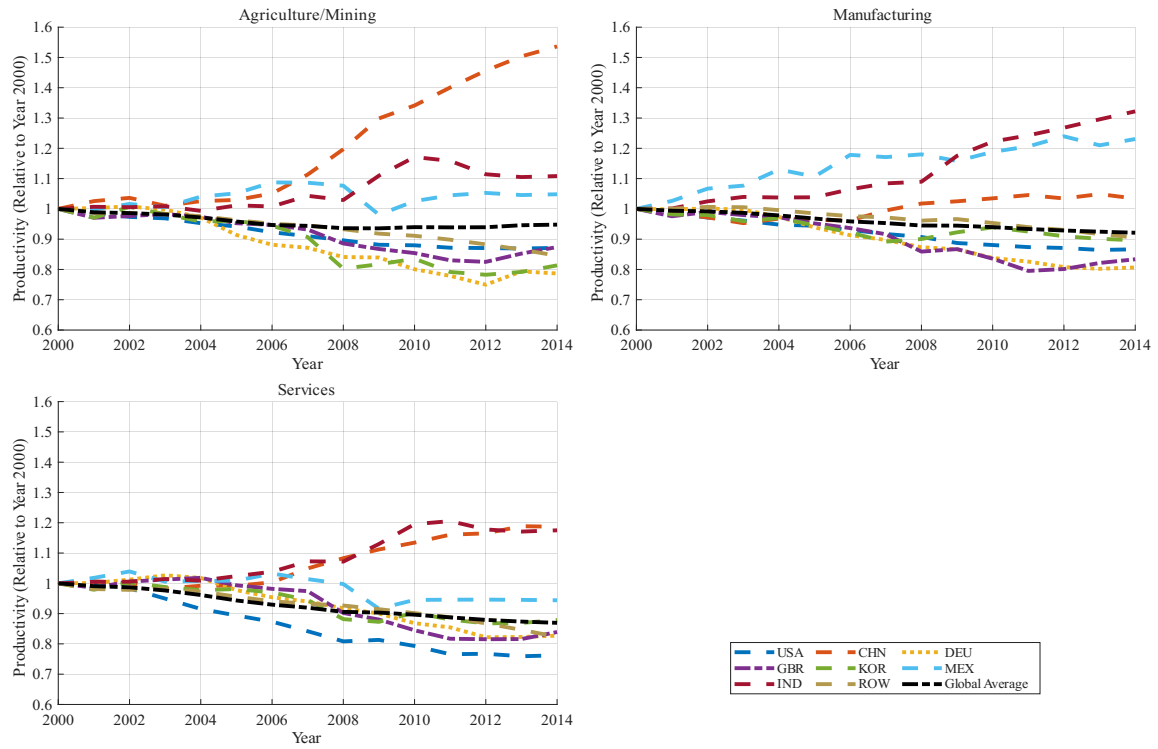 Agriculture/Mining
Productivity (Relative to Year 2000)
1.6
1.5
1.4
1.3
1.2
1.1
1
0.9
0.8
0.7
0.6
2000 2002 2004 2006 2008 2010 2012 2014
Year
Manufacturing
Productivity (Relative to Year 2000)
1.6
1.5
1.4
1.3
1.2
1.1
1
0.9
0.8
0.7
0.6
2000 2002 2004 2006 2008 2010 2012 2014
Year
Services
Productivity (Relative to Year 2000)
1.6
1.5
1.4
1.3
1.2
1.1
1
0.9
0.8
0.7
0.6
2000 2002 2004 2006 2008 2010 2012 2014
Year
USA CHN DEU
GBR KOR MEX
IND ROW Global Average